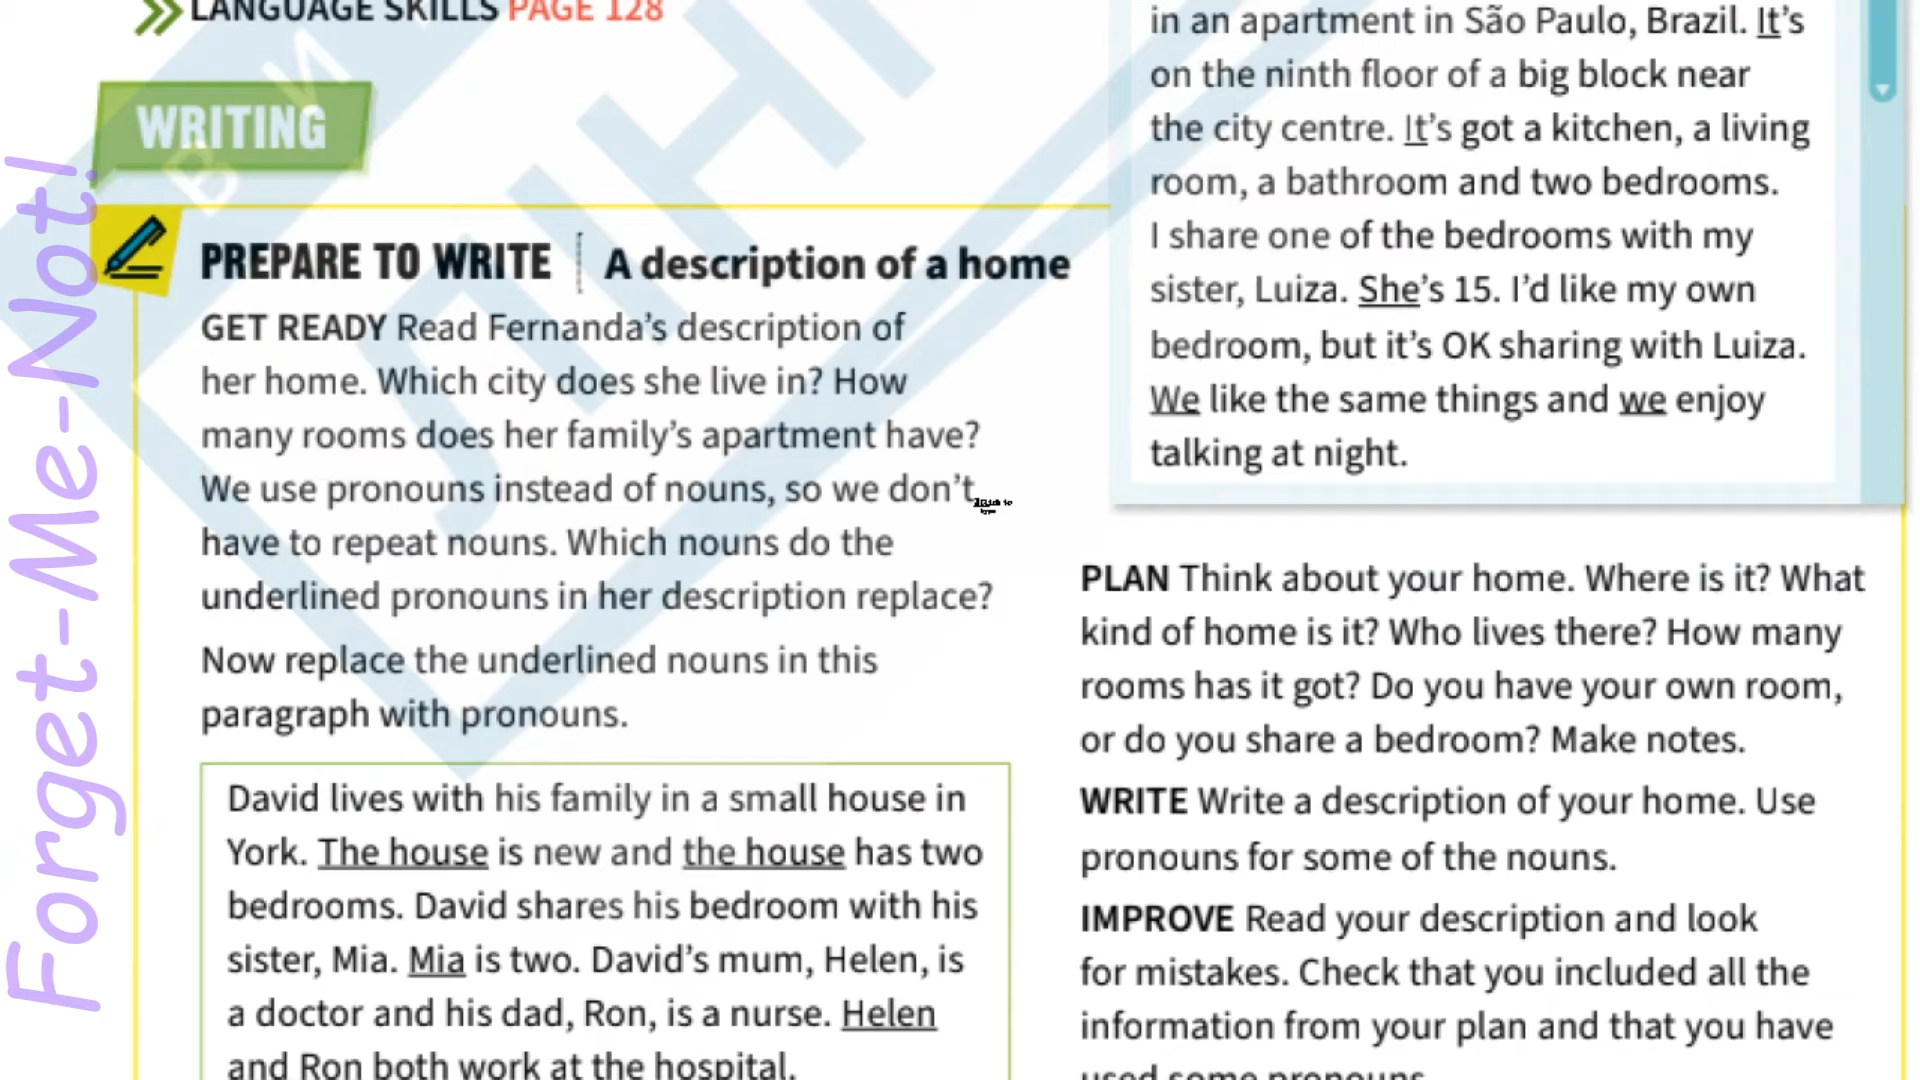 LANGUAGE SKILLS PAGE 128
WRITING
PREPARE TO WRITE A description of a home
GET READY Read Fernanda's description of
her home. Which city does she live in? How
many rooms does her family's apartment have?
We use pronouns instead of nouns, so we don't
have to repeat nouns. Which nouns do the
underlined pronouns in her description replace?
Now replace the underlined nouns in this
paragraph with pronouns.
David lives with his family in a small house in
York. The house is new and the house has two
bedrooms. David shares his bedroom with his
sister, Mia. Mia is two. David's mum, Helen, is
a doctor and his dad, Ron, is a nurse. Helen
and Ron both work at the hospital.
in an apartment in São Paulo, Brazil. It's
on the ninth floor of a big block near
the city centre. It's got a kitchen, a living
room, a bathroom and two bedrooms.
I share one of the bedrooms with my
sister, Luiza. She's 15. I'd like my own
bedroom, but it's OK sharing with Luiza.
We like the same things and we enjoy
talking at night.
PLAN Think about your home. Where is it? What
kind of home is it? Who lives there? How many
rooms has it got? Do you have your own room,
or do you share a bedroom? Make notes.
WRITE Write a description of your home. Use
pronouns for some of the nouns.
IMPROVE Read your description and look
for mistakes. Check that you included all the
information from your plan and that you have
used some pronouns.
Forget-Me-Not!